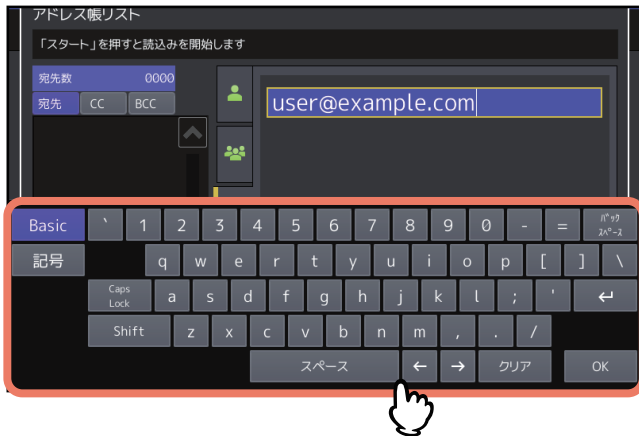 アドレス帳リスト
「スタート」を押すと読込みを開始します
宛先数 0000
宛先 CC BCC
user@example.com
Basic ` 1 2 3 4 5 6 7 8 9 0 - = バックスペース
記号 q w e r t y u i o p [ ] \
Caps Lock a s d f g h j k l ; ' ↵
Shift z x c v b n m , . /
スペース ← → クリア OK